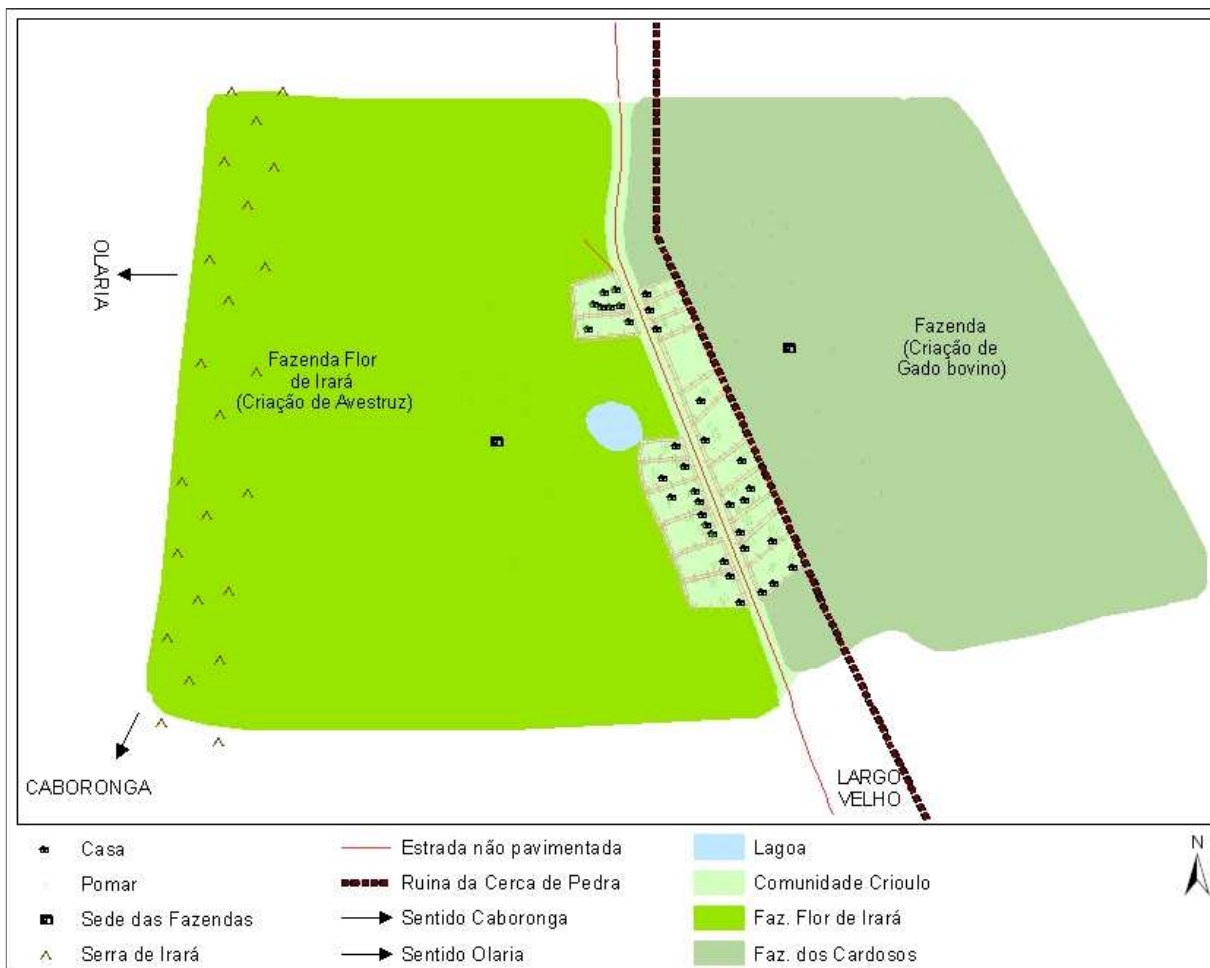 OLARIA
Fazenda Flor
de Irará
(Criação de Avestruz)
Fazenda
(Criação de
Gado bovino)
CABORONGA
LARGO
VELHO
Casa
Pomar
Sede das Fazendas
Serra de Irará
Estrada não pavimentada
Ruina da Cerca de Pedra
Sentido Caboronga
Sentido Olaria
Lagoa
Comunidade Crioulo
Faz. Flor de Irará
Faz. dos Cardosos
N